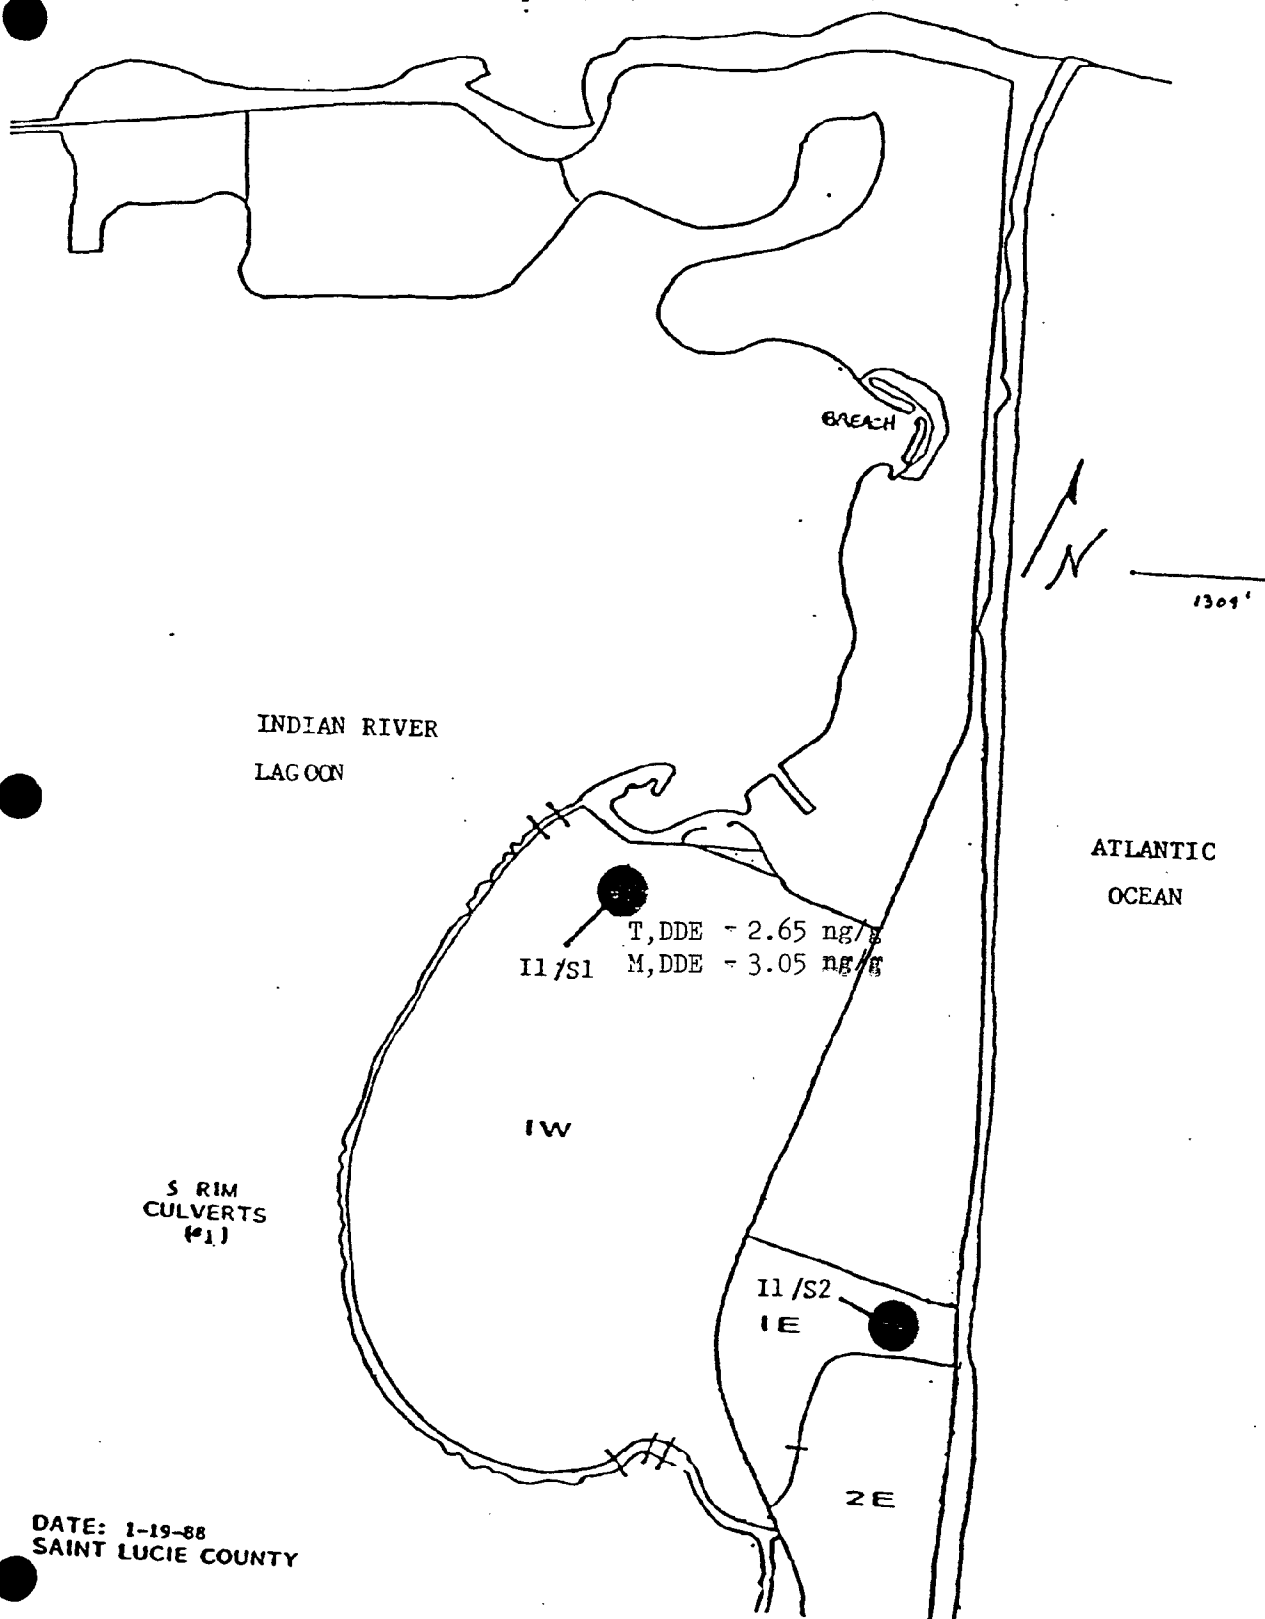 BREACH
N
1309'
INDIAN RIVER
LAGOON
ATLANTIC
OCEAN
T,DDE - 2.65 ng/g
I1/S1 M,DDE - 3.05 ng/g
1W
S RIM
CULVERTS
(#1)
I1/S2
1E
2E
DATE: 1-19-88
SAINT LUCIE COUNTY